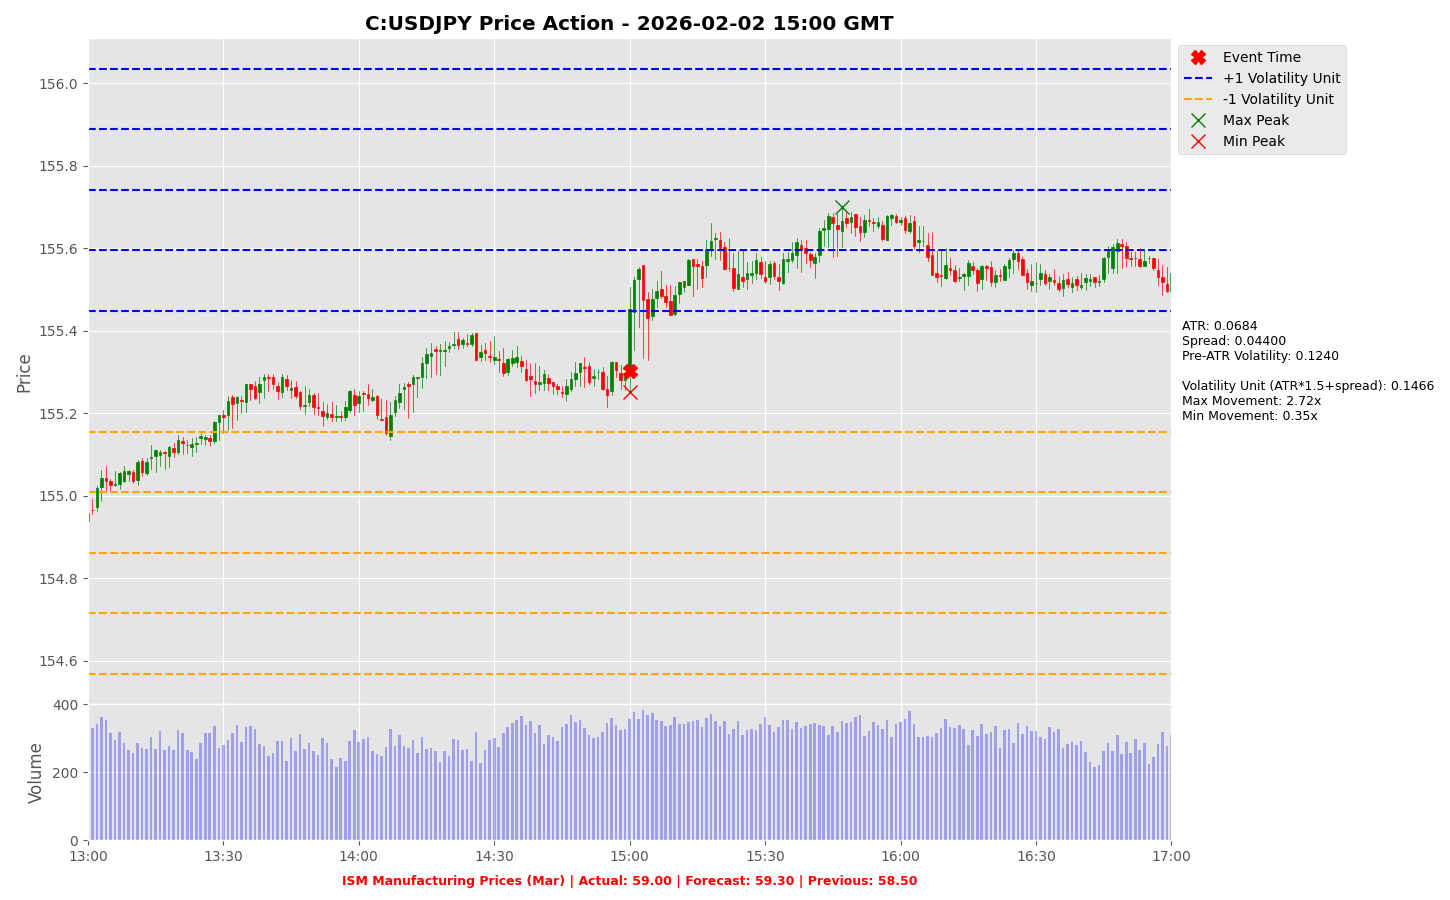 C:USDJPY Price Action - 2026-02-02 15:00 GMT
Event Time
+1 Volatility Unit
-1 Volatility Unit
Max Peak
Min Peak
Price
156.0
155.8
155.6
155.4
155.2
155.0
154.8
154.6
ATR: 0.0684
Spread: 0.04400
Pre-ATR Volatility: 0.1240
Volatility Unit (ATR*1.5+spread): 0.1466
Max Movement: 2.72x
Min Movement: 0.35x
Volume
400
200
0
13:00 13:30 14:00 14:30 15:00 15:30 16:00 16:30 17:00
ISM Manufacturing Prices (Mar) | Actual: 59.00 | Forecast: 59.30 | Previous: 58.50